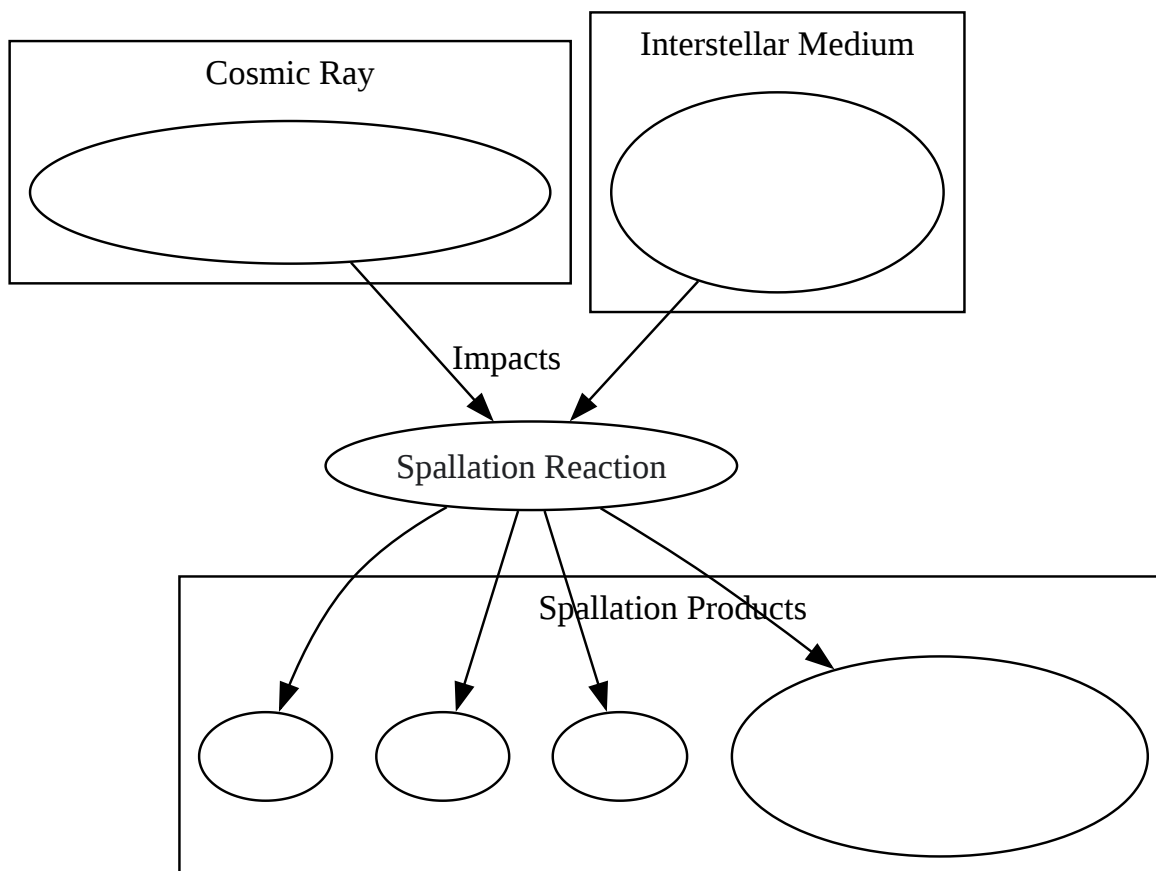 Interstellar Medium
Cosmic Ray
Impacts
Spallation Reaction
Spallation Products